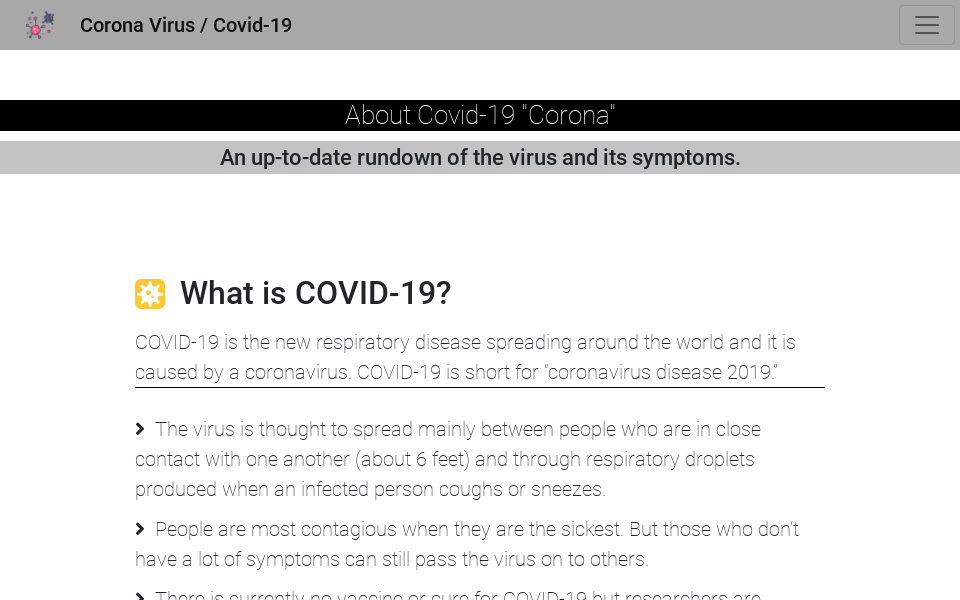 Corona Virus / Covid-19
About Covid-19 "Corona"
An up-to-date rundown of the virus and its symptoms.
What is COVID-19?
COVID-19 is the new respiratory disease spreading around the world and it is
caused by a coronavirus. COVID-19 is short for “coronavirus disease 2019.”
The virus is thought to spread mainly between people who are in close
contact with one another (about 6 feet) and through respiratory droplets
produced when an infected person coughs or sneezes.
People are most contagious when they are the sickest. But those who don’t
have a lot of symptoms can still pass the virus on to others.
There is currently no vaccine or cure for COVID-19 but researchers are